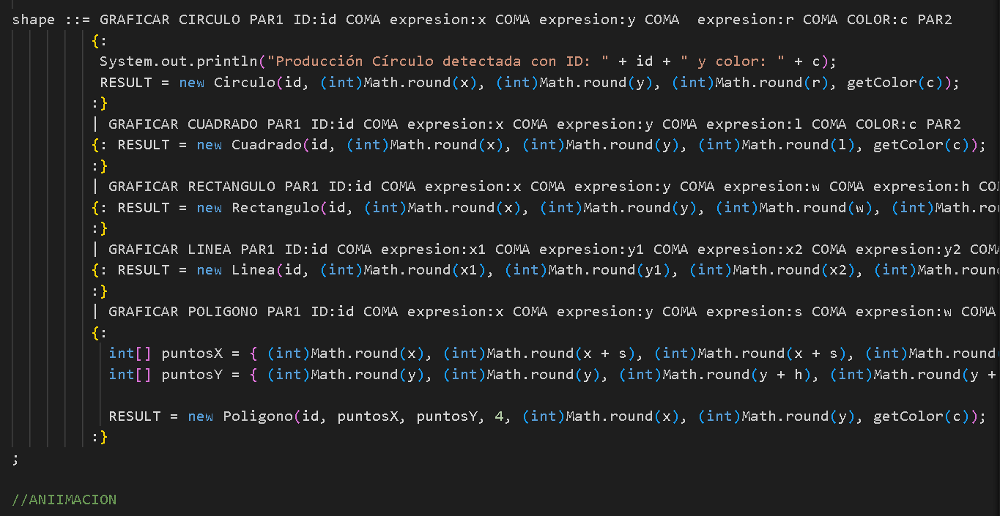 shape ::= GRAFICAR CIRCULO PAR1 ID:id COMA expresion:x COMA expresion:y COMA  expresion:r COMA COLOR:c PAR2
{:
System.out.println("Producción Círculo detectada con ID: " + id + " y color: " + c);
RESULT = new Circulo(id, (int)Math.round(x), (int)Math.round(y), (int)Math.round(r), getColor(c));
:}
| GRAFICAR CUADRADO PAR1 ID:id COMA expresion:x COMA expresion:y COMA expresion:l COMA COLOR:c PAR2
{: RESULT = new Cuadrado(id, (int)Math.round(x), (int)Math.round(y), (int)Math.round(l), getColor(c));
:}
| GRAFICAR RECTANGULO PAR1 ID:id COMA expresion:x COMA expresion:y COMA expresion:w COMA expresion:h CO
{: RESULT = new Rectangulo(id, (int)Math.round(x), (int)Math.round(y), (int)Math.round(w), (int)Math.ro
:}
| GRAFICAR LINEA PAR1 ID:id COMA expresion:x1 COMA expresion:y1 COMA expresion:x2 COMA expresion:y2 COM
{: RESULT = new Linea(id, (int)Math.round(x1), (int)Math.round(y1), (int)Math.round(x2), (int)Math.roun
:}
| GRAFICAR POLIGONO PAR1 ID:id COMA expresion:x COMA expresion:y COMA expresion:s COMA expresion:w COMA
{:
int[] puntosX = { (int)Math.round(x), (int)Math.round(x + s), (int)Math.round(x + s), (int)Math.round
int[] puntosY = { (int)Math.round(y), (int)Math.round(y), (int)Math.round(y + h), (int)Math.round(y +
RESULT = new Poligono(id, puntosX, puntosY, 4, (int)Math.round(x), (int)Math.round(y), getColor(c));
:}
;
//ANIIMACION